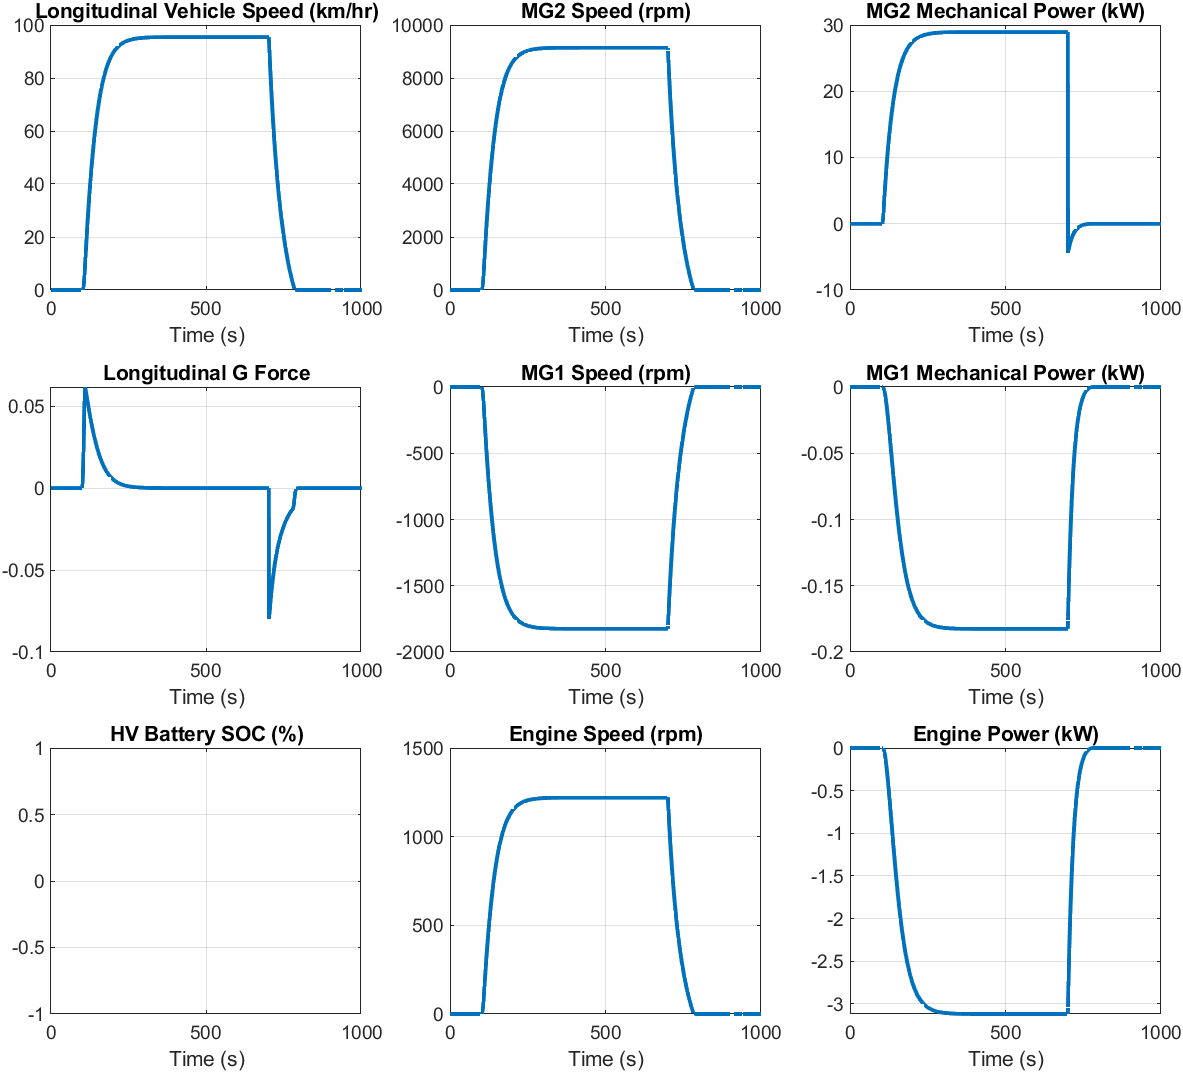 Longitudinal Vehicle Speed (km/hr)
100
80
60
40
20
0
0 500 1000
Time (s)
MG2 Speed (rpm)
10000
8000
6000
4000
2000
0
0 500 1000
Time (s)
MG2 Mechanical Power (kW)
30
20
10
0
-10
0 500 1000
Time (s)
Longitudinal G Force
0.05
0
-0.05
-0.1
0 500 1000
Time (s)
MG1 Speed (rpm)
0
-500
-1000
-1500
-2000
0 500 1000
Time (s)
MG1 Mechanical Power (kW)
0
-0.05
-0.1
-0.15
-0.2
0 500 1000
Time (s)
HV Battery SOC (%)
1
0.5
0
-0.5
-1
0 500 1000
Time (s)
Engine Speed (rpm)
1500
1000
500
0
0 500 1000
Time (s)
Engine Power (kW)
0
-0.5
-1
-1.5
-2
-2.5
-3
0 500 1000
Time (s)